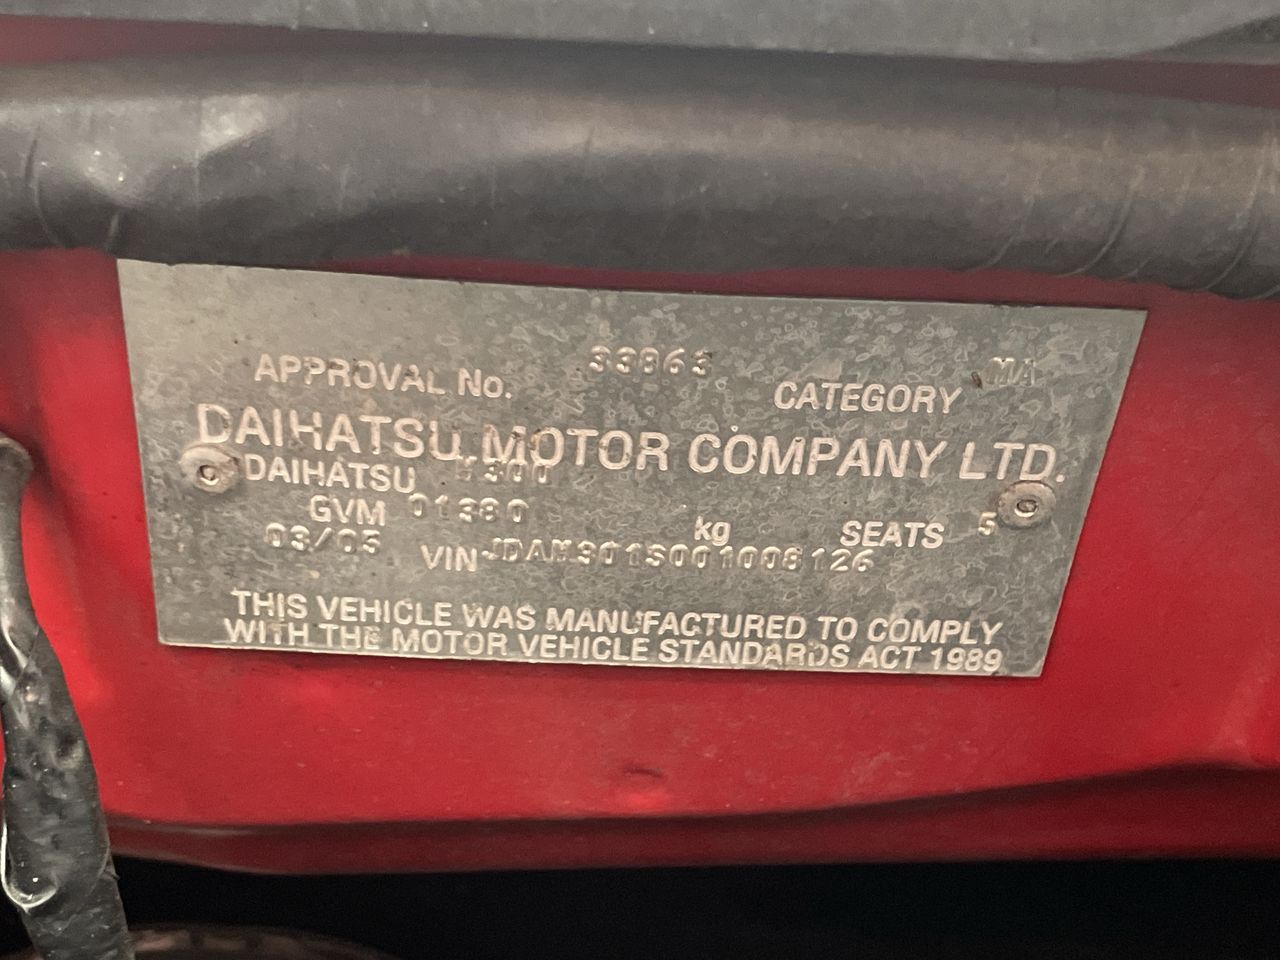 APPROVAL No. 33863 CATEGORY MA
DAIHATSU MOTOR COMPANY LTD.
DAIHATSU M300
GVM 01380 kg SEATS 5
03/05 VIN JDAM301S001006126
THIS VEHICLE WAS MANUFACTURED TO COMPLY
WITH THE MOTOR VEHICLE STANDARDS ACT 1989